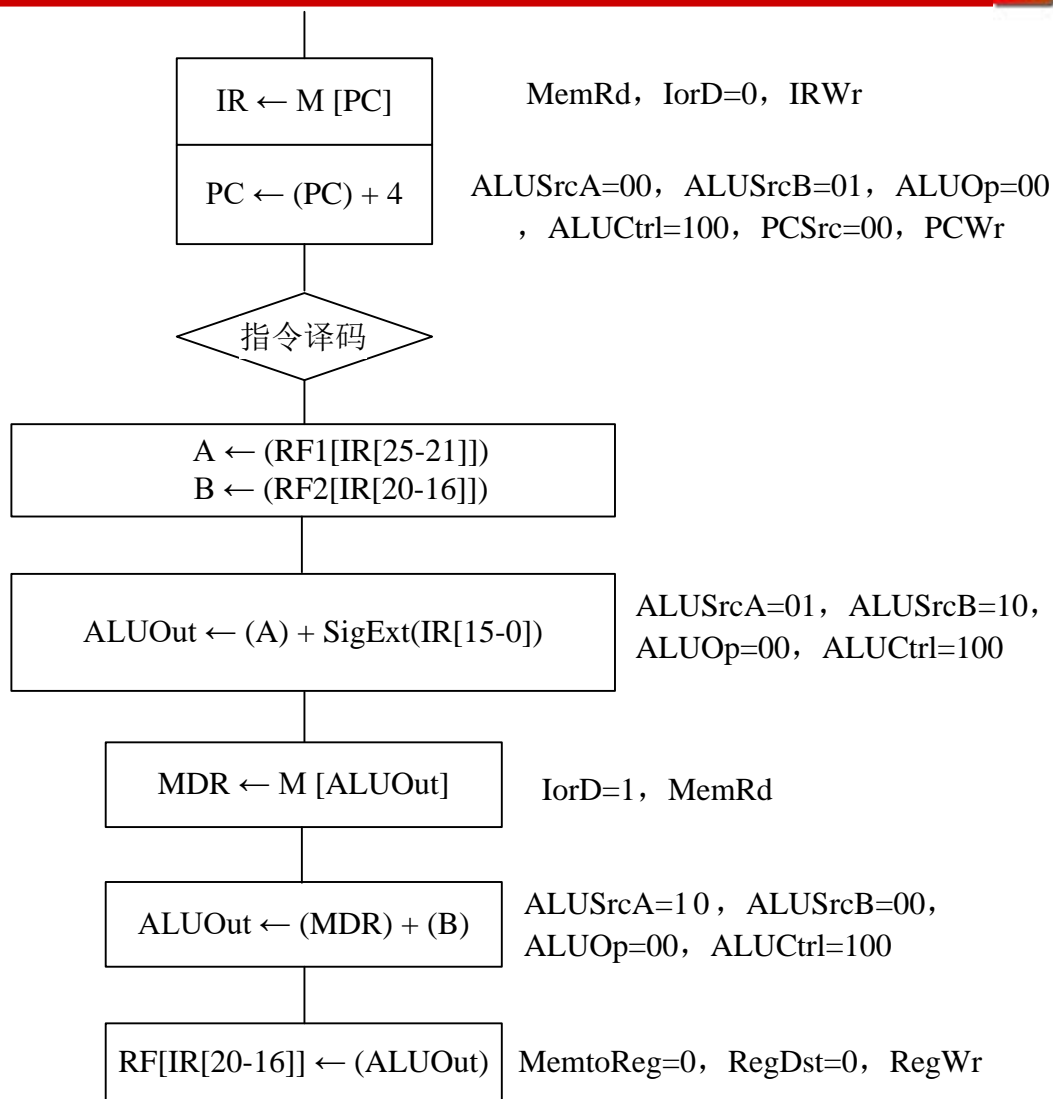 IR ← M [PC]
MemRd，IorD=0，IRWr
PC ← (PC) + 4
ALUSrcA=00，ALUSrcB=01，ALUOp=00
，ALUCtrl=100，PCSrc=00，PCWr
指令译码
A ← (RF1[IR[25-21]])
B ← (RF2[IR[20-16]])
ALUOut ← (A) + SigExt(IR[15-0])
ALUSrcA=01，ALUSrcB=10，
ALUOp=00，ALUCtrl=100
MDR ← M [ALUOut]
IorD=1，MemRd
ALUOut ← (MDR) + (B)
ALUSrcA=10，ALUSrcB=00，
ALUOp=00，ALUCtrl=100
RF[IR[20-16]] ← (ALUOut)
MemtoReg=0，RegDst=0，RegWr